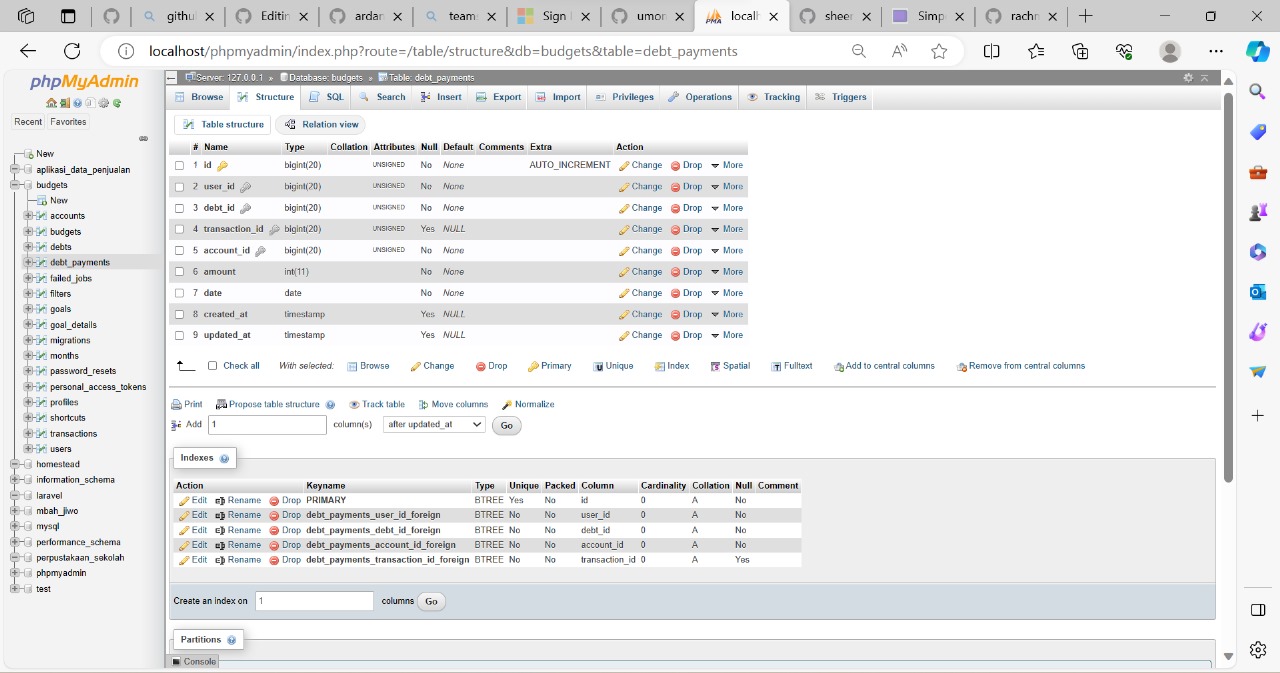 githu
Editin
ardan
team
Sign
umor
localh
sheer
Simp
rachn
localhost/phpmyadmin/index.php?route=/table/structure&db=budgets&table=debt_payments
phpMyAdmin
Recent Favorites
New
aplikasi_data_penjualan
budgets
New
accounts
budgets
debts
debt_payments
failed_jobs
filters
goals
goal_details
migrations
months
password_resets
personal_access_tokens
profiles
shortcuts
transactions
users
homestead
information_schema
laravel
mbah_jiwo
mysql
performance_schema
perpustakaan_sekolah
phpmyadmin
test
Server: 127.0.0.1 » Database: budgets » Table: debt_payments
Browse Structure SQL Search Insert Export Import Privileges Operations Tracking Triggers
Table structure Relation view
# Name Type Collation Attributes Null Default Comments Extra Action
1 id bigint(20) UNSIGNED No None AUTO_INCREMENT Change Drop More
2 user_id bigint(20) UNSIGNED No None Change Drop More
3 debt_id bigint(20) UNSIGNED No None Change Drop More
4 transaction_id bigint(20) UNSIGNED Yes NULL Change Drop More
5 account_id bigint(20) UNSIGNED No None Change Drop More
6 amount int(11) No None Change Drop More
7 date date No None Change Drop More
8 created_at timestamp Yes NULL Change Drop More
9 updated_at timestamp Yes NULL Change Drop More
Check all With selected: Browse Change Drop Primary Unique Index Spatial Fulltext Add to central columns Remove from central columns
Print Propose table structure Track table Move columns Normalize
Add 1 column(s) after updated_at Go
Indexes
Action Keyname Type Unique Packed Column Cardinality Collation Null Comment
Edit Rename Drop PRIMARY BTREE Yes No id 0 A No
Edit Rename Drop debt_payments_user_id_foreign BTREE No No user_id 0 A No
Edit Rename Drop debt_payments_debt_id_foreign BTREE No No debt_id 0 A No
Edit Rename Drop debt_payments_account_id_foreign BTREE No No account_id 0 A No
Edit Rename Drop debt_payments_transaction_id_foreign BTREE No No transaction_id 0 A Yes
Create an index on 1 columns Go
Partitions
Console